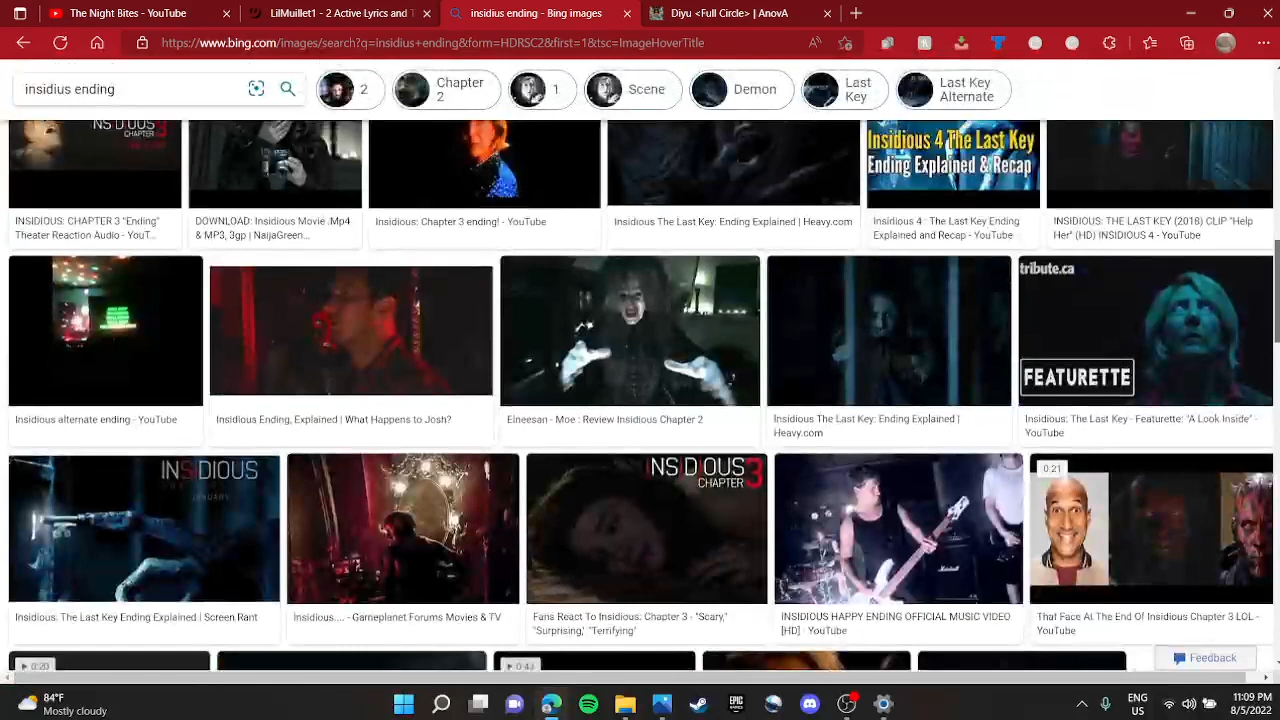 The Night Bites - YouTube
LilMuillet1 - 2 Active Lyrics and T
insidius ending - Bing images
Diyu <Full Circle> | AnovA
https://www.bing.com/images/search?q=insidius+ending&form=HDRSC2&first=1&tsc=ImageHoverTitle
insidius ending
2
Chapter
2
1
Scene
Demon
Last
Key
Last Key
Alternate
CHAPTER 3
Insidious 4 The Last Key
Ending Explained & Recap
INSIDIOUS: CHAPTER 3 "Ending"
Theater Reaction Audio - YouT...
DOWNLOAD: Insidious Movie .Mp4
& MP3, 3gp | NaijaGreen...
Insidious: Chapter 3 ending! - YouTube
Insidious The Last Key: Ending Explained | Heavy.com
Insidious 4 : The Last Key Ending
Explained and Recap - YouTube
INSIDIOUS: THE LAST KEY (2018) CLIP "Help
Her" (HD) INSIDIOUS 4 - YouTube
tribute.ca
FEATURETTE
Insidious alternate ending - YouTube
Insidious Ending, Explained | What Happens to Josh?
Elneesan - Moe : Review Insidious Chapter 2
Insidious The Last Key: Ending Explained |
Heavy.com
Insidious: The Last Key - Featurette: "A Look Inside" -
YouTube
INSIDIOUS
JANUARY
INSIDIOUS
CHAPTER 3
0:21
Marshall
Insidious: The Last Key Ending Explained | Screen Rant
Insidious.... - Gameplanet Forums Movies & TV
Fans React To Insidious: Chapter 3 - "Scary,"
"Surprising," "Terrifying"
INSIDIOUS HAPPY ENDING OFFICIAL MUSIC VIDEO
[HD] - YouTube
That Face At The End Of Insidious Chapter 3 LOL -
YouTube
0:20
Feedback
84°F
Mostly cloudy
EPIC
ENG
US
11:09 PM
8/5/2022